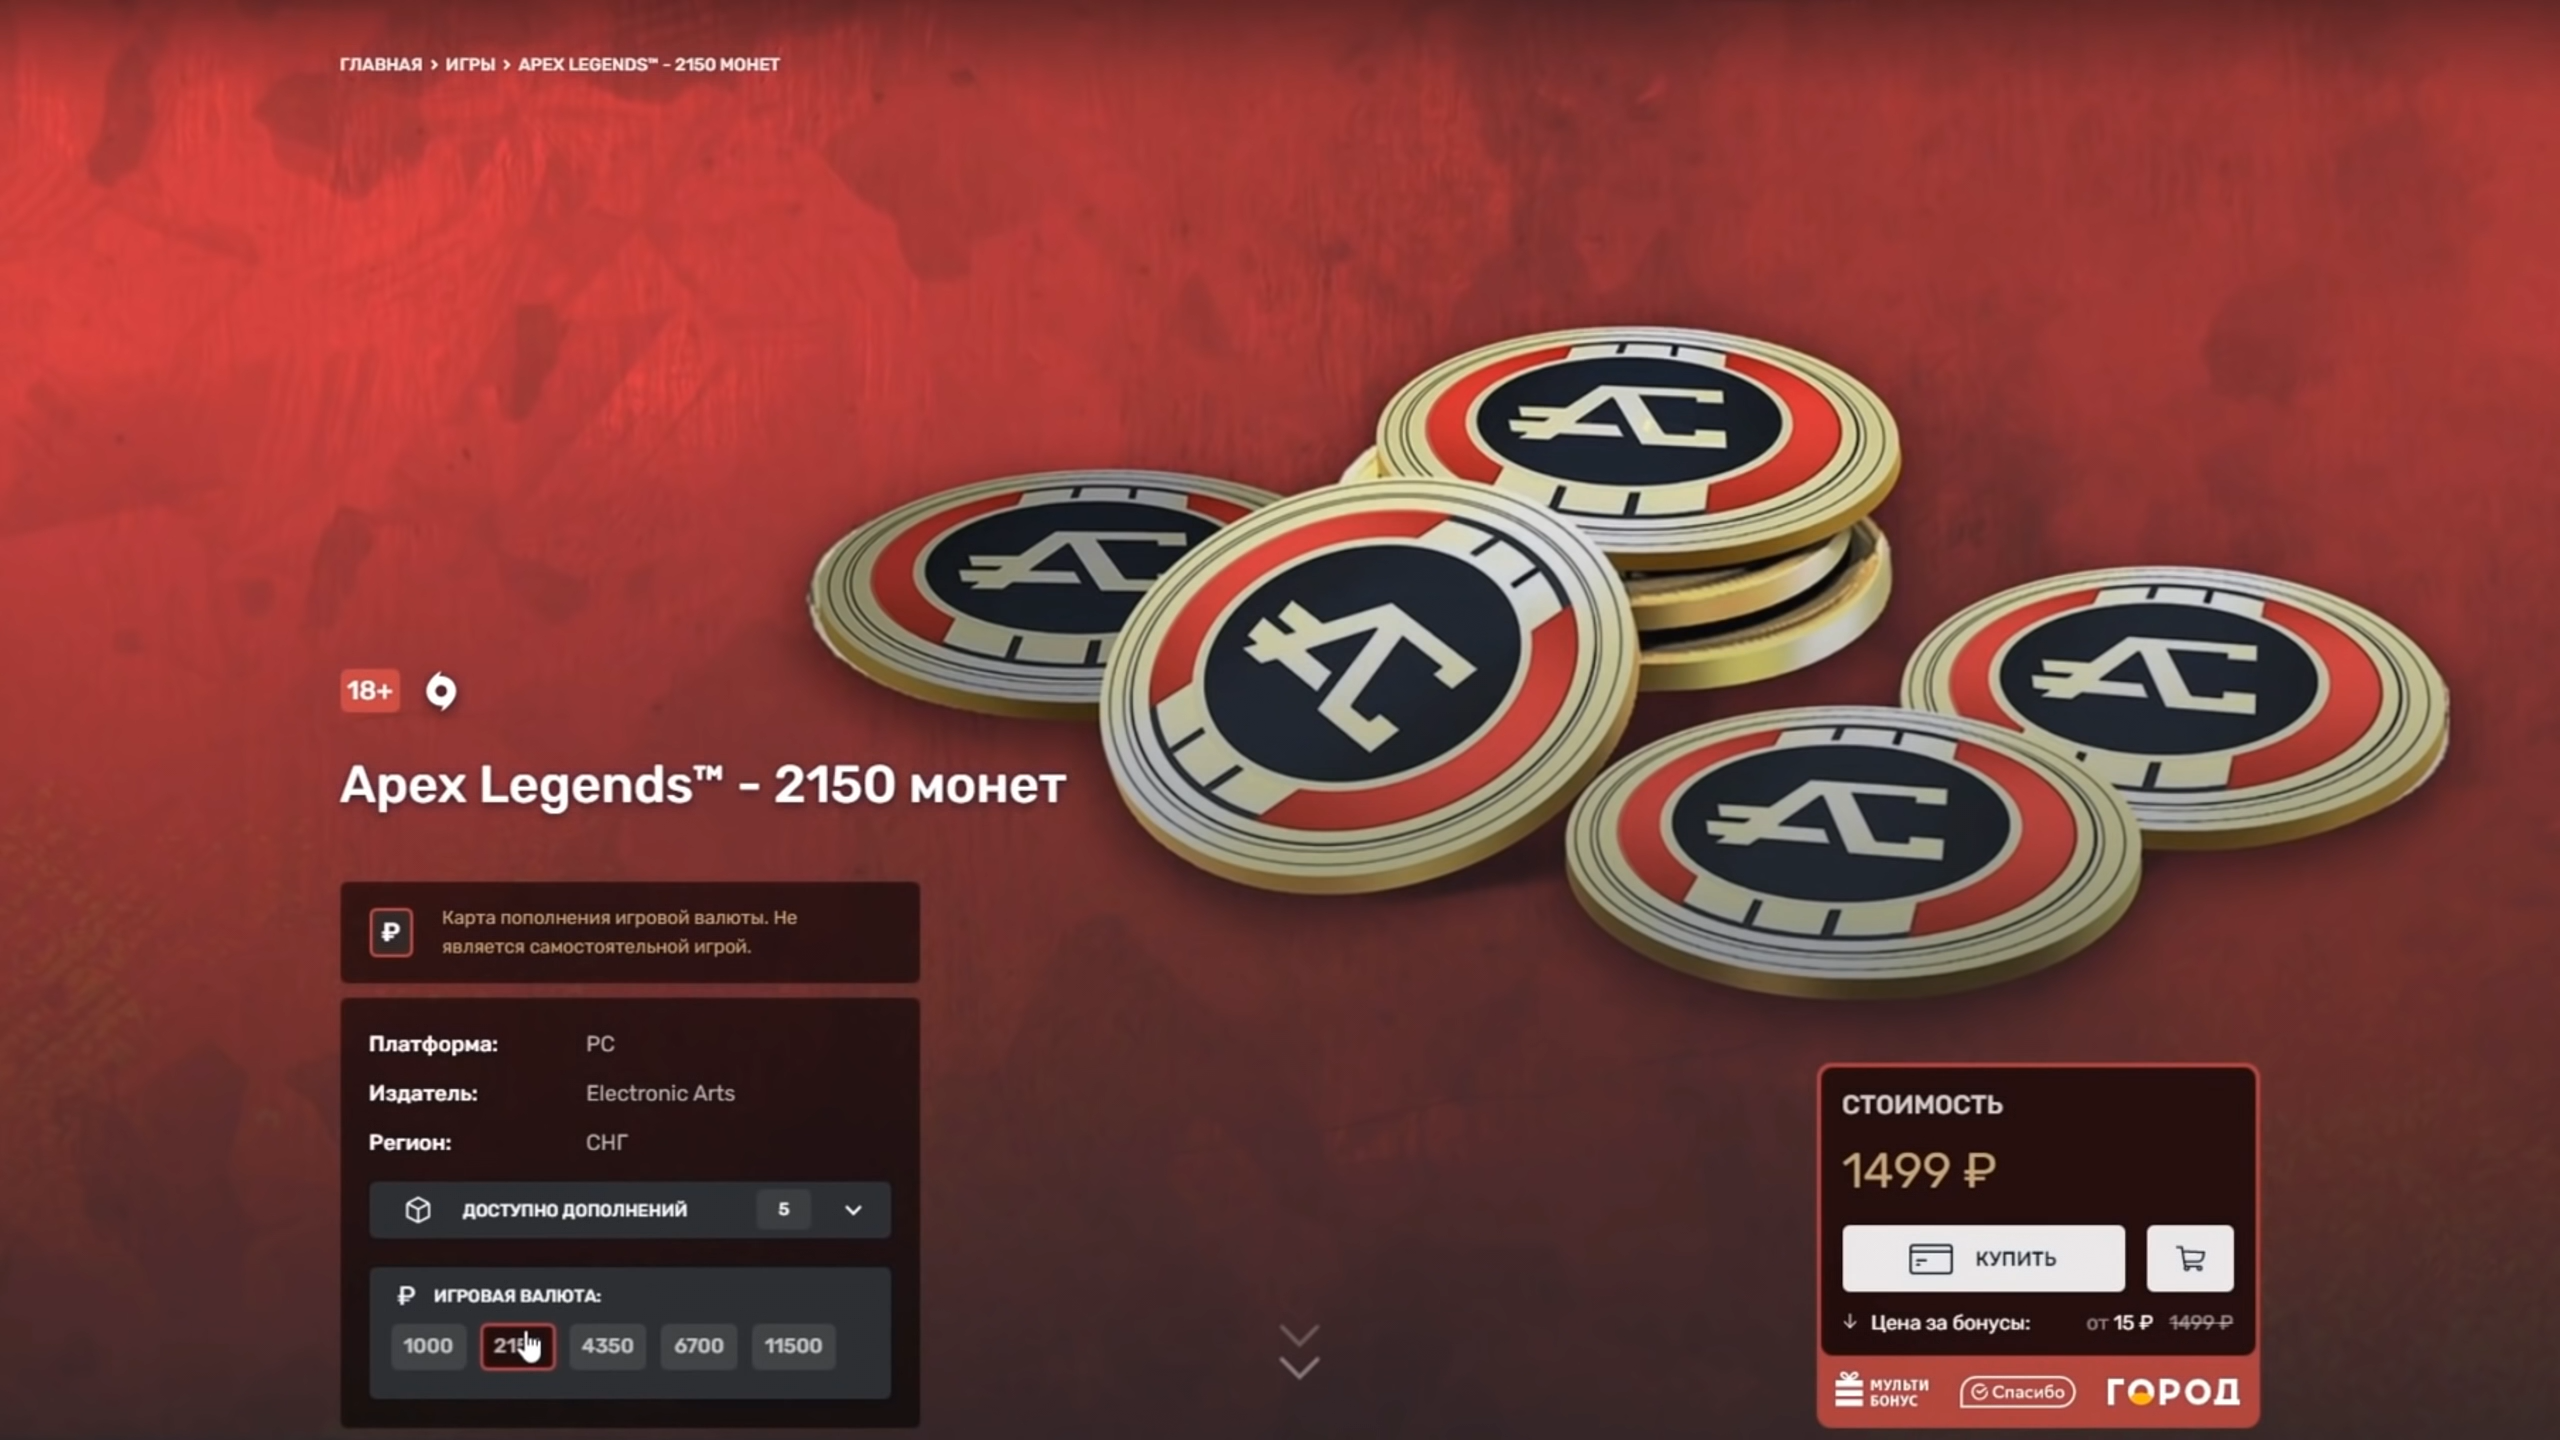 ГЛАВНАЯ > ИГРЫ > APEX LEGENDS™ - 2150 МОНЕТ
18+
Apex Legends™ - 2150 монет
Карта пополнения игровой валюты. Не
является самостоятельной игрой.
Платформа: PC
Издатель: Electronic Arts
Регион: СНГ
ДОСТУПНО ДОПОЛНЕНИЙ 5
₽ ИГРОВАЯ ВАЛЮТА:
1000 4350 6700 11500
СТОИМОСТЬ
1499 ₽
КУПИТЬ
Цена за бонусы: от 15 ₽ 1499 ₽
МУЛЬТИ
БОНУС
Спасибо
ГОРОД